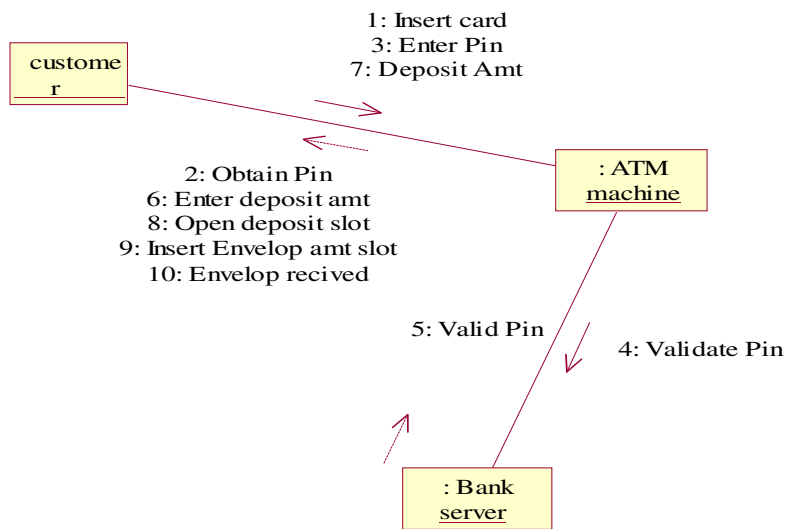 1: Insert card
3: Enter Pin
7: Deposit Amt
custome
r
2: Obtain Pin
6: Enter deposit amt
8: Open deposit slot
9: Insert Envelop amt slot
10: Envelop recived
: ATM
machine
5: Valid Pin
4: Validate Pin
: Bank
server